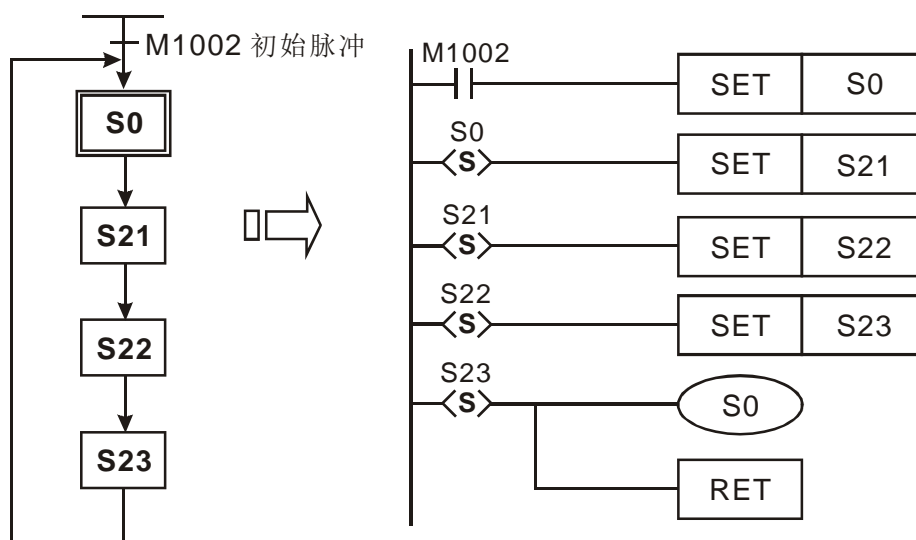 M1002 初始脉冲
S0
S21
S22
S23
M1002
SET S0
S0
S SET S21
S21
S SET S22
S22
S SET S23
S23
S S0
RET